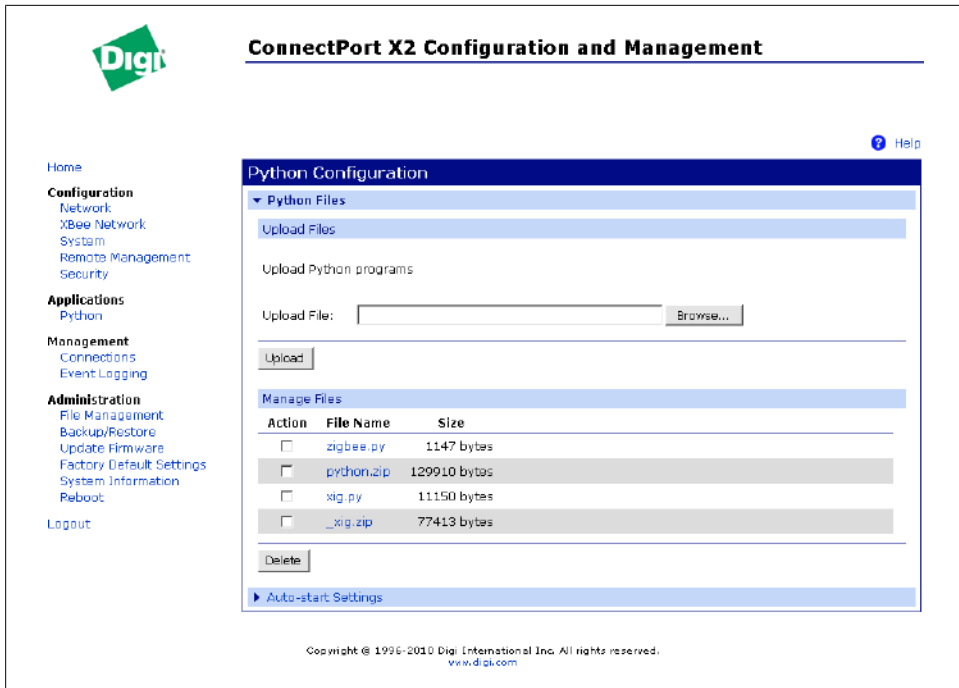 Digi
ConnectPort X2 Configuration and Management
? Help
Home
Configuration
Network
XBee Network
System
Remote Management
Security
Applications
Python
Management
Connections
Event Logging
Administration
File Management
Backup/Restore
Update Firmware
Factory Default Settings
System Information
Reboot
Logout
Python Configuration
Python Files
Upload Files
Upload Python programs
Upload File: Browse...
Upload
Manage Files
Action File Name Size
zigbee.py 1147 bytes
python.zip 129910 bytes
xig.py 11150 bytes
_xig.zip 77413 bytes
Delete
Auto-start Settings
Copyright @ 1996-2010 Digi International Inc. All rights reserved.
www.digi.com